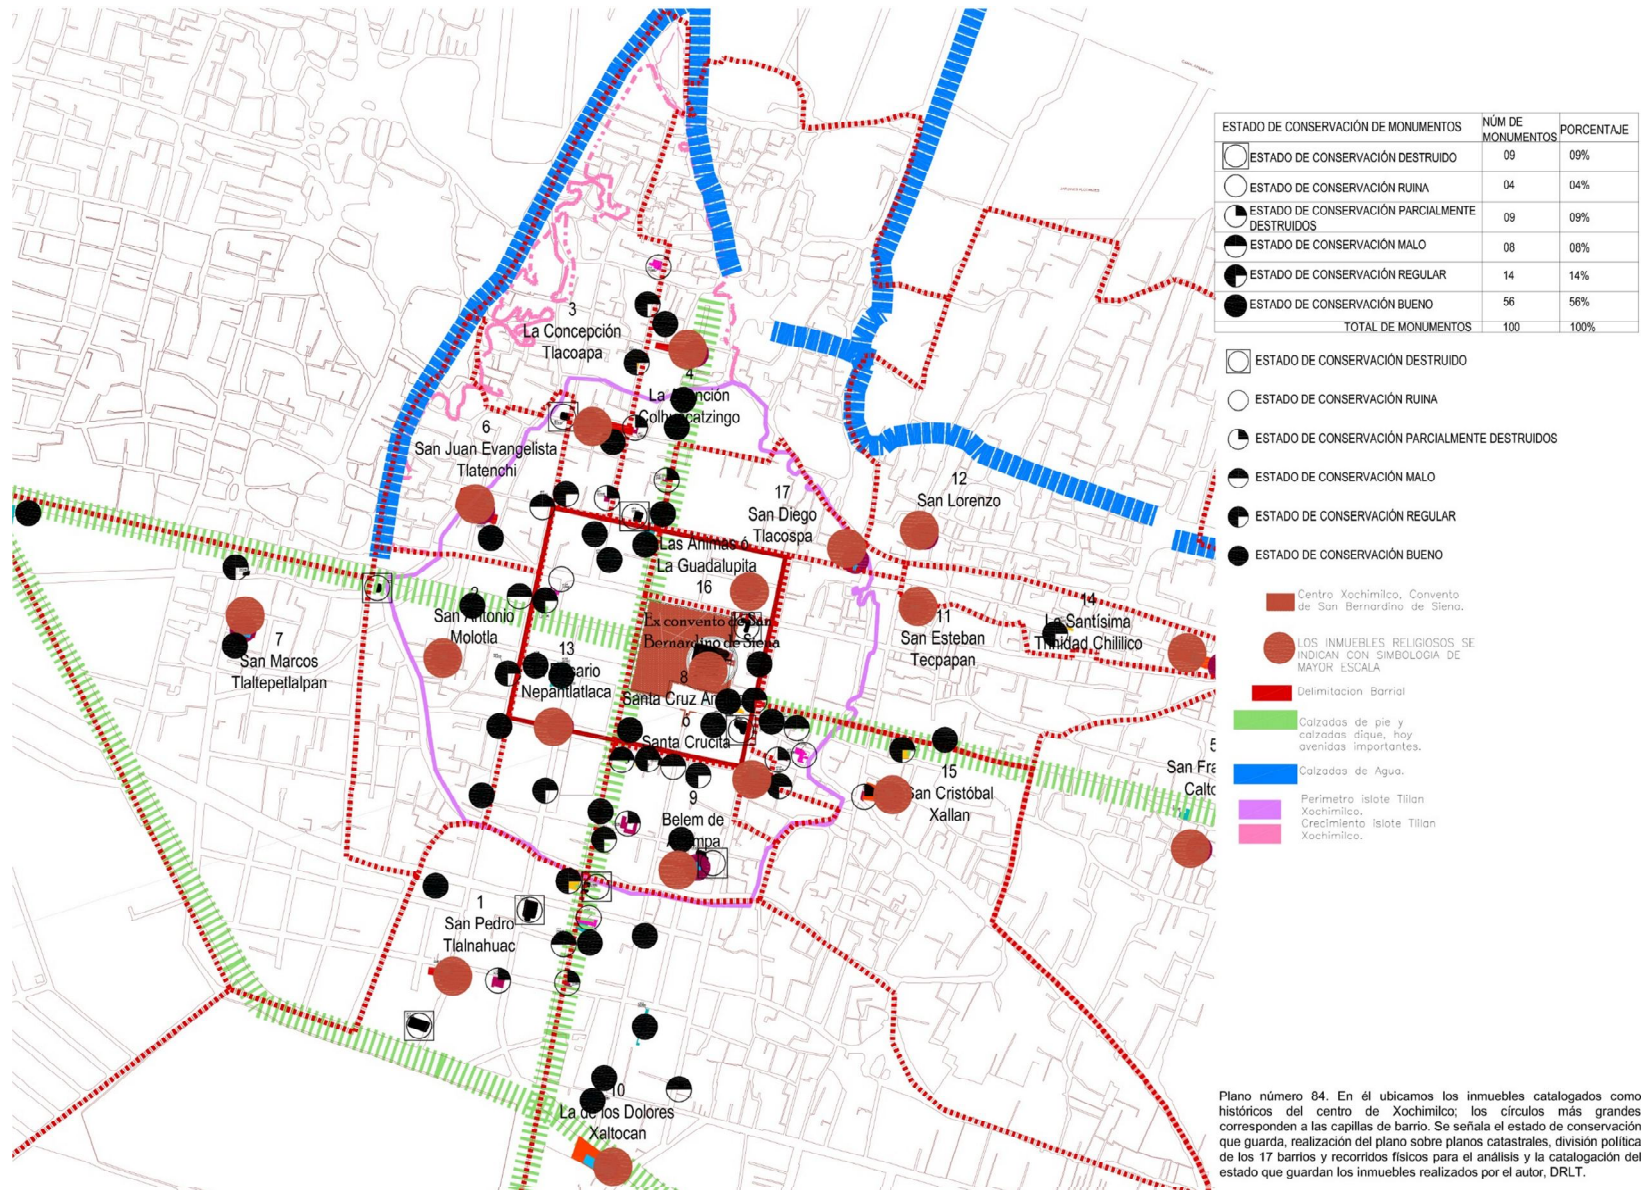 ESTADO DE CONSERVACIÓN DE MONUMENTOS NÚM DE MONUMENTOS PORCENTAJE
ESTADO DE CONSERVACIÓN DESTRUIDO 09 09%
ESTADO DE CONSERVACIÓN RUINA 04 04%
ESTADO DE CONSERVACIÓN PARCIALMENTE DESTRUIDOS 09 09%
ESTADO DE CONSERVACIÓN MALO 08 08%
ESTADO DE CONSERVACIÓN REGULAR 14 14%
ESTADO DE CONSERVACIÓN BUENO 56 56%
TOTAL DE MONUMENTOS 100 100%
ESTADO DE CONSERVACIÓN DESTRUIDO
ESTADO DE CONSERVACIÓN RUINA
ESTADO DE CONSERVACIÓN PARCIALMENTE DESTRUIDOS
ESTADO DE CONSERVACIÓN MALO
ESTADO DE CONSERVACIÓN REGULAR
ESTADO DE CONSERVACIÓN BUENO
Centro Xochimilco, Convento
de San Bernardino de Siena.
LOS INMUEBLES RELIGIOSOS SE
INDICAN CON SIMBOLOGIA DE
MAYOR ESCALA
Delimitacion Barrial
Calzadas de pie y
calzadas dique, hoy
avenidas importantes.
Calzadas de Agua.
Perimetro islote Tlilan
Xochimilco.
Crecimiento Islote Tlilan
Xochimilco.
3
La Concepción
Tlacoapa
4
6
San Juan Evangelista
Tlatenchi
12
San Lorenzo
17
San Diego
Tlacospa
Las Animas ó
La Guadalupita
16
San Antonio
Molotla
Ex convento de San
Bernardino de Siena
11
San Esteban
Tecpapan
14
La Santísima
Trinidad Chililico
7
San Marcos
Tlaltepetlalpan
13
Nepantlatlaca
8
Santa Cruz
ó
Santa Crucita
5
15
San Cristóbal
Xallan
9
Belem de
1
San Pedro
Tlalnahuac
10
La de los Dolores
Xaltocan
Plano número 84. En él ubicamos los inmuebles catalogados como
históricos del centro de Xochimilco; los círculos más grandes
corresponden a las capillas de barrio. Se señala el estado de conservación
que guarda, realización del plano sobre planos catastrales, división política
de los 17 barrios y recorridos físicos para el análisis y la catalogación del
estado que guardan los inmuebles realizados por el autor, DRLT.